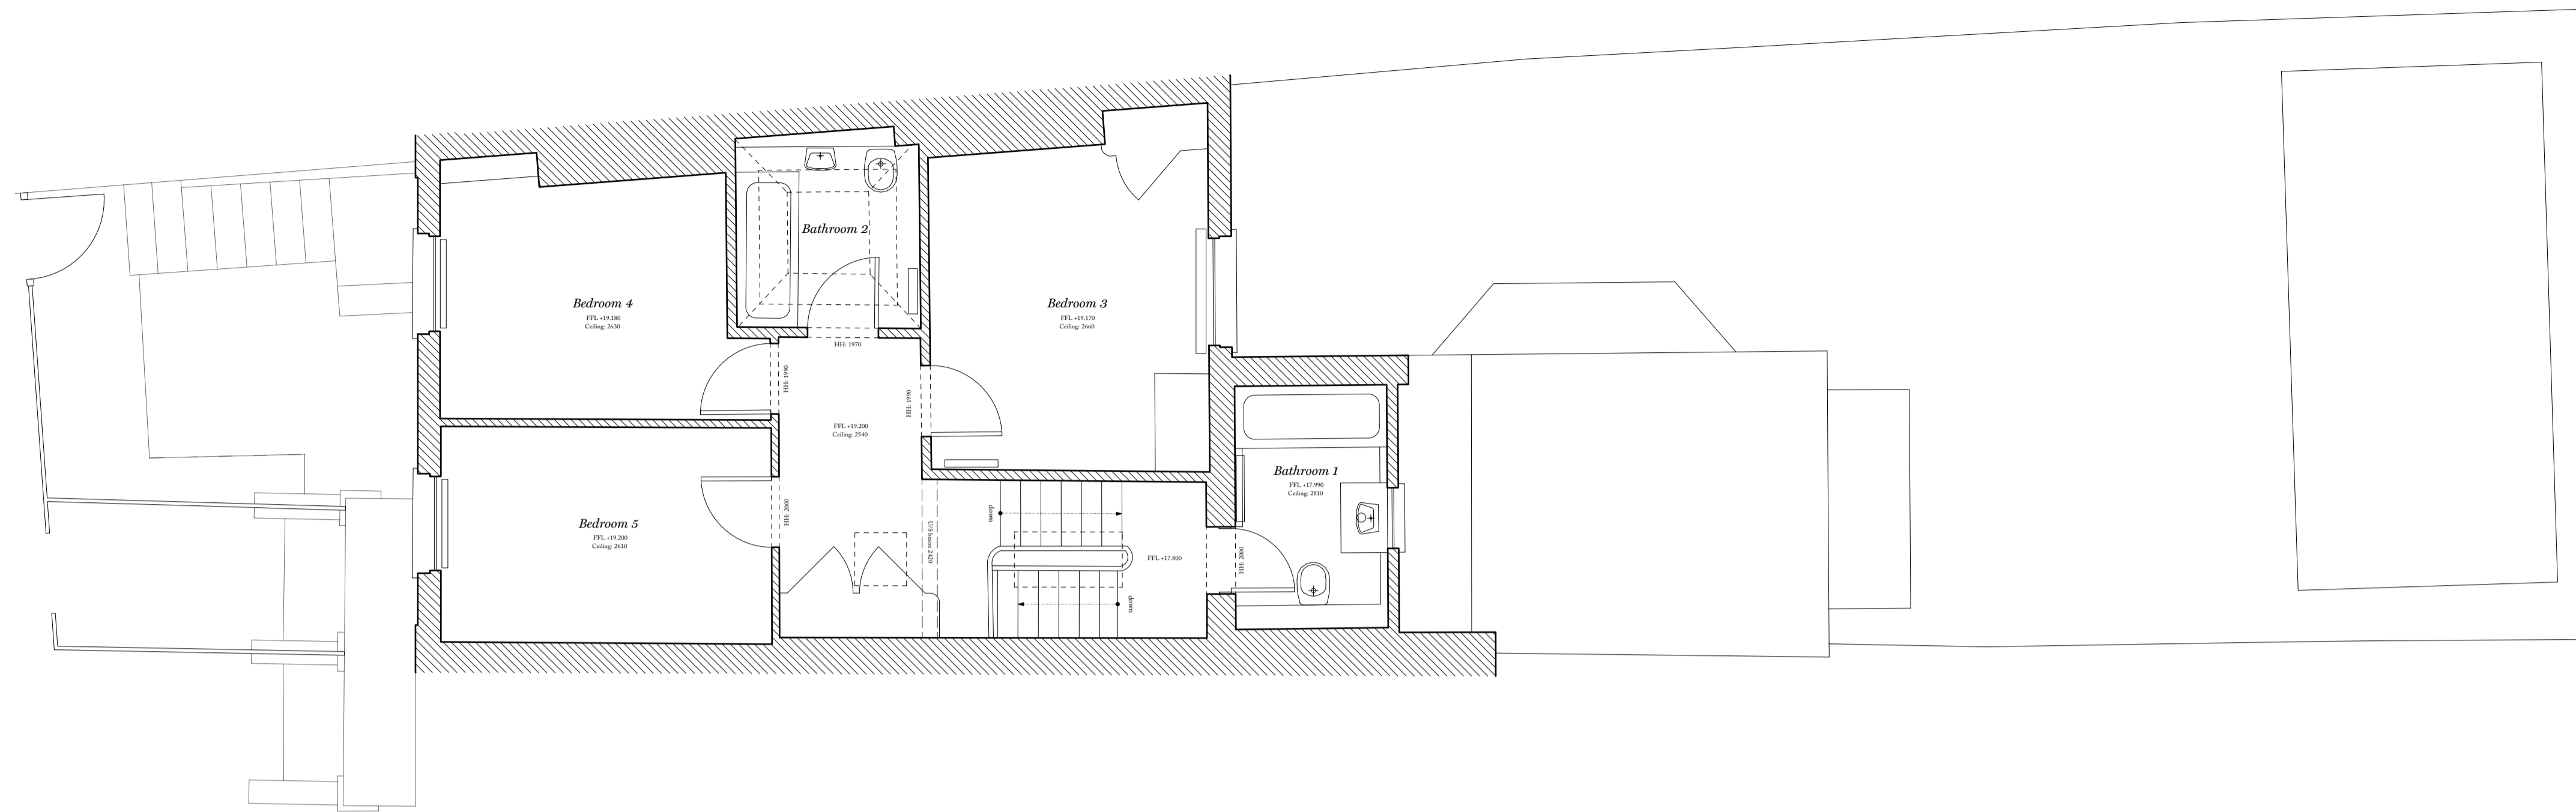 Bathroom 2
Bedroom 4
FFL +19.180
Ceiling: 2630
Bedroom 3
FFL +19.170
Ceiling: 2660
HH: 1970
HH: 1990
HH: 1990
FFL +19.200
Ceiling: 2540
Bathroom 1
FFL +17.990
Ceiling: 2810
Bedroom 5
FFL +19.200
Ceiling: 2610
HH: 2000
U/S beam: 2420
down
FFL +17.800
HH: 2000
down